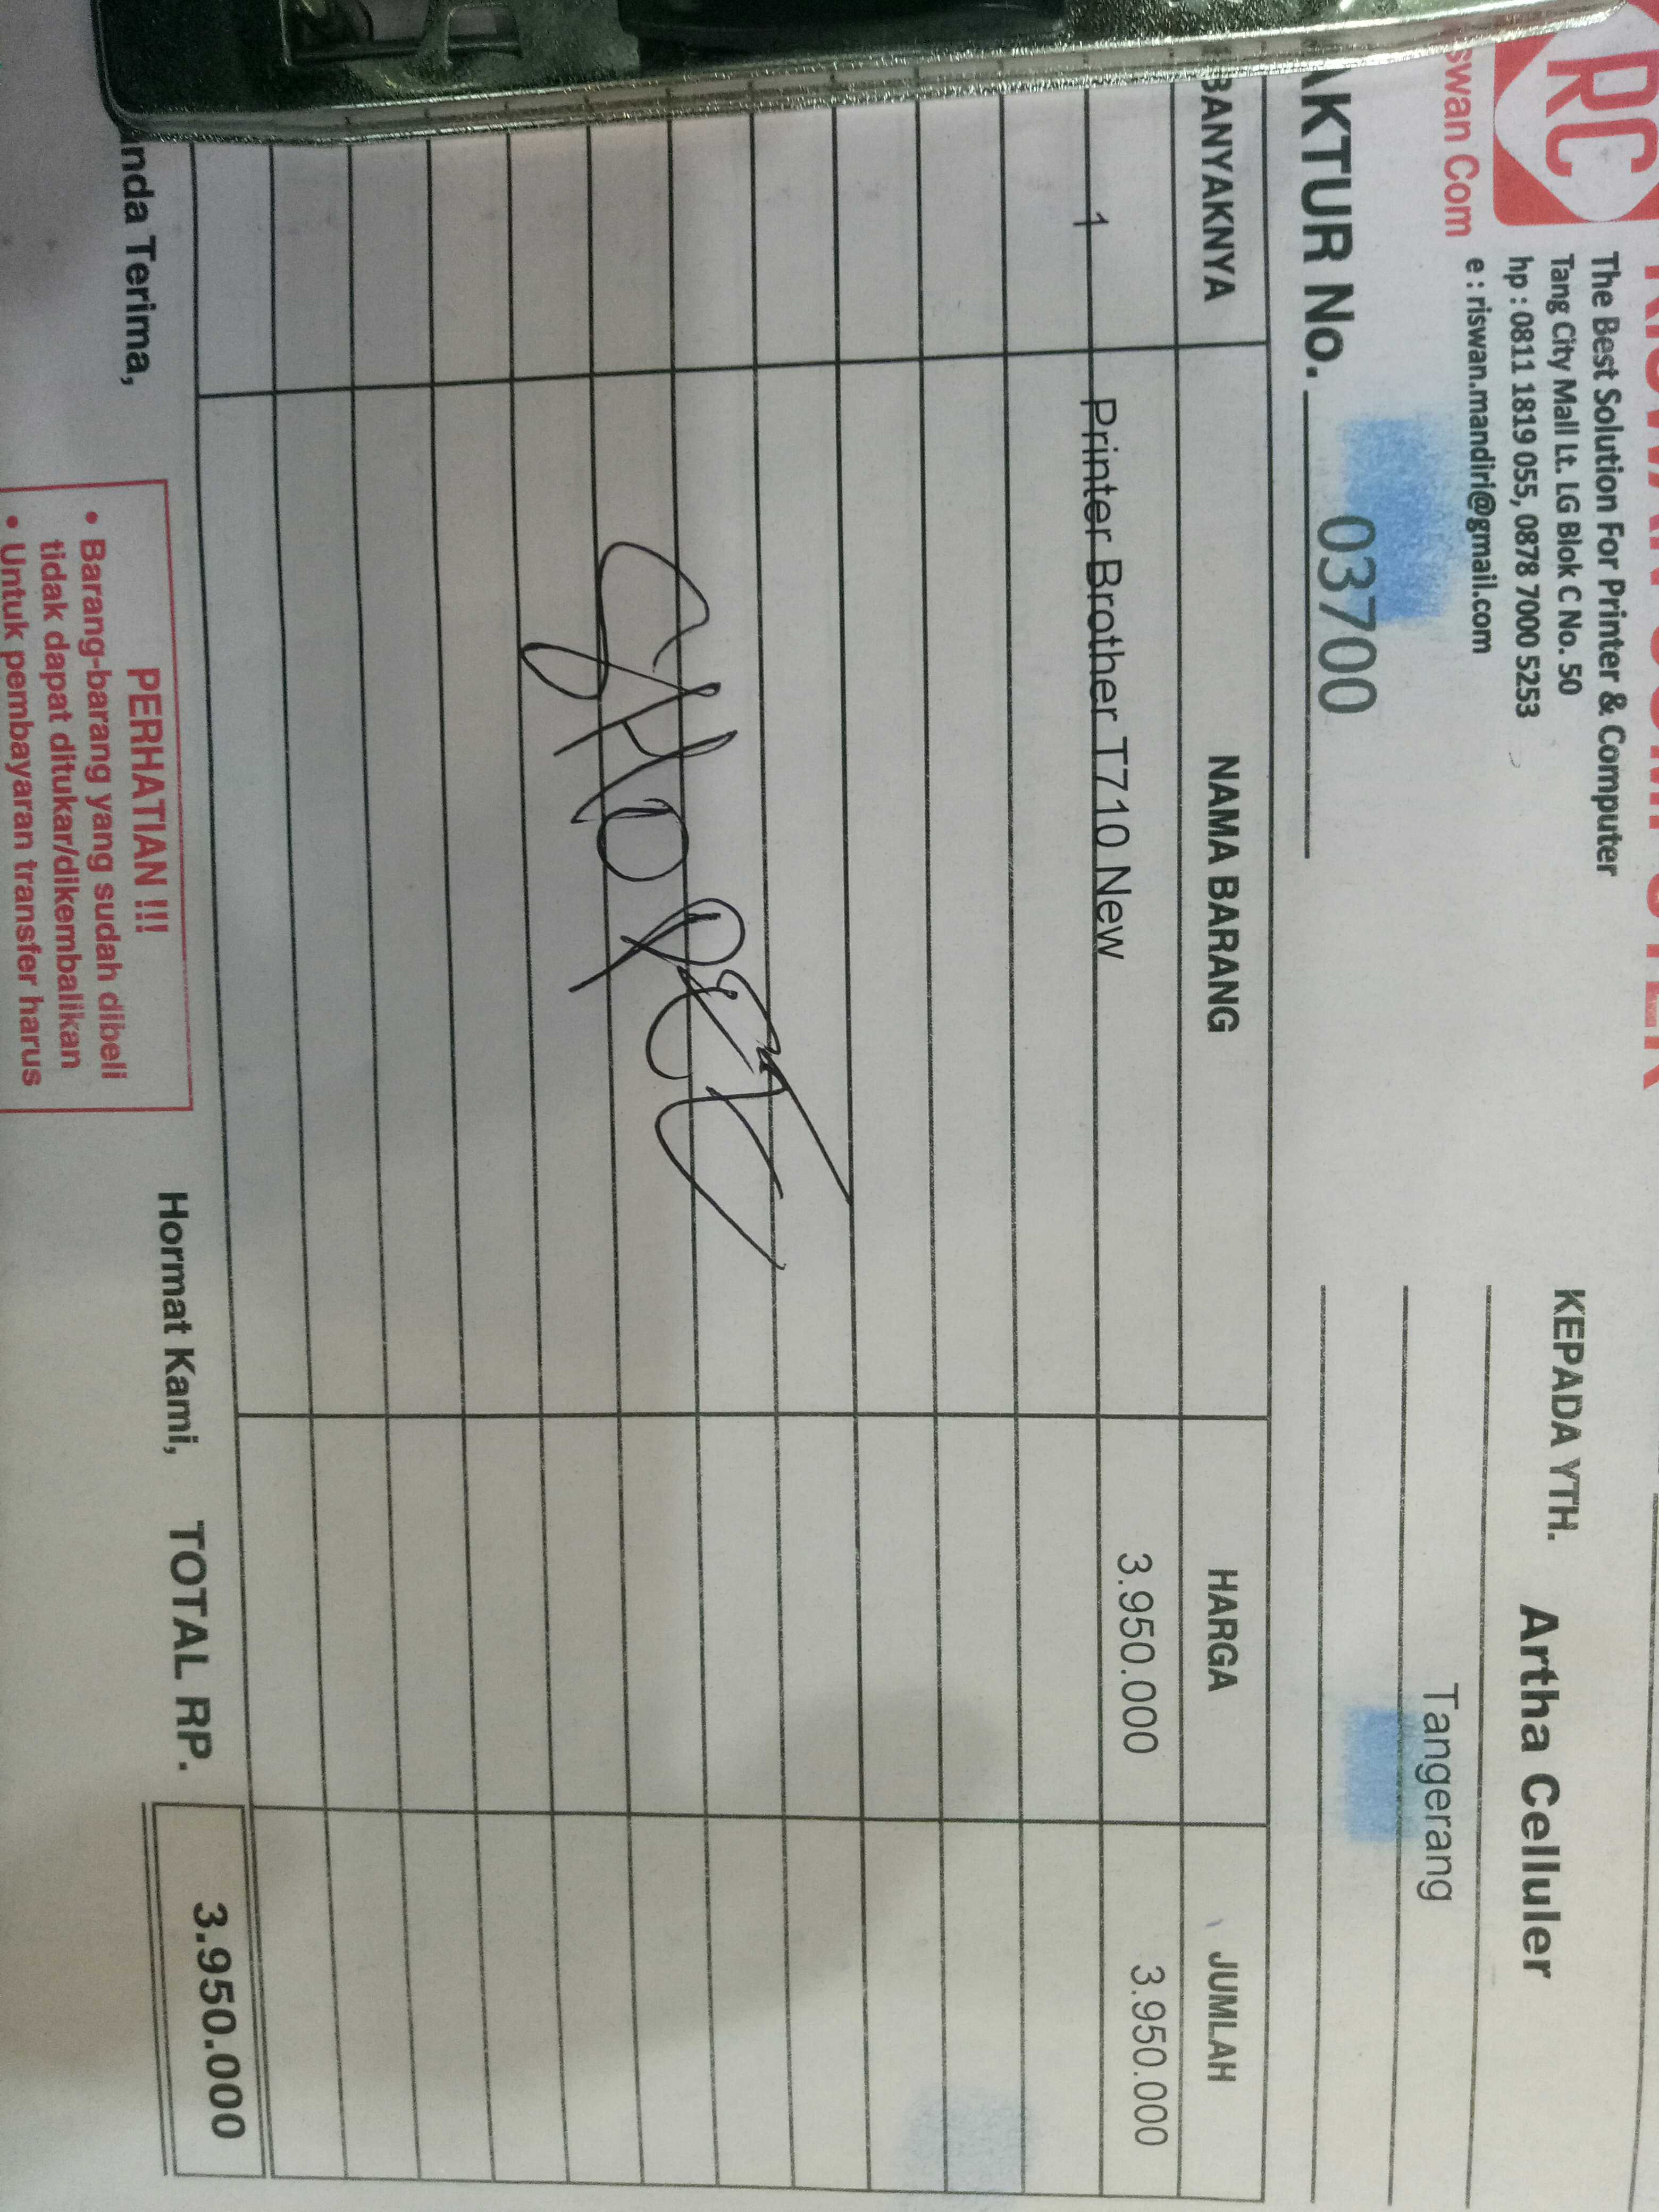 RC
swan Com
The Best Solution For Printer & Computer
Tang City Mall Lt. LG Blok C No. 50
hp : 0811 1819 055, 0878 7000 5253
e : riswan.mandiri@gmail.com
KEPADA YTH. Artha Celluler
Tangerang
AKTUR No. 03700
BANYAKNYA NAMA BARANG HARGA JUMLAH
1 Printer Brother T710 New 3.950.000 3.950.000
nda Terima,
Hormat Kami,
TOTAL RP. 3.950.000
PERHATIAN !!!
• Barang-barang yang sudah dibeli
tidak dapat ditukar/dikembalikan
• Untuk pembayaran transfer harus